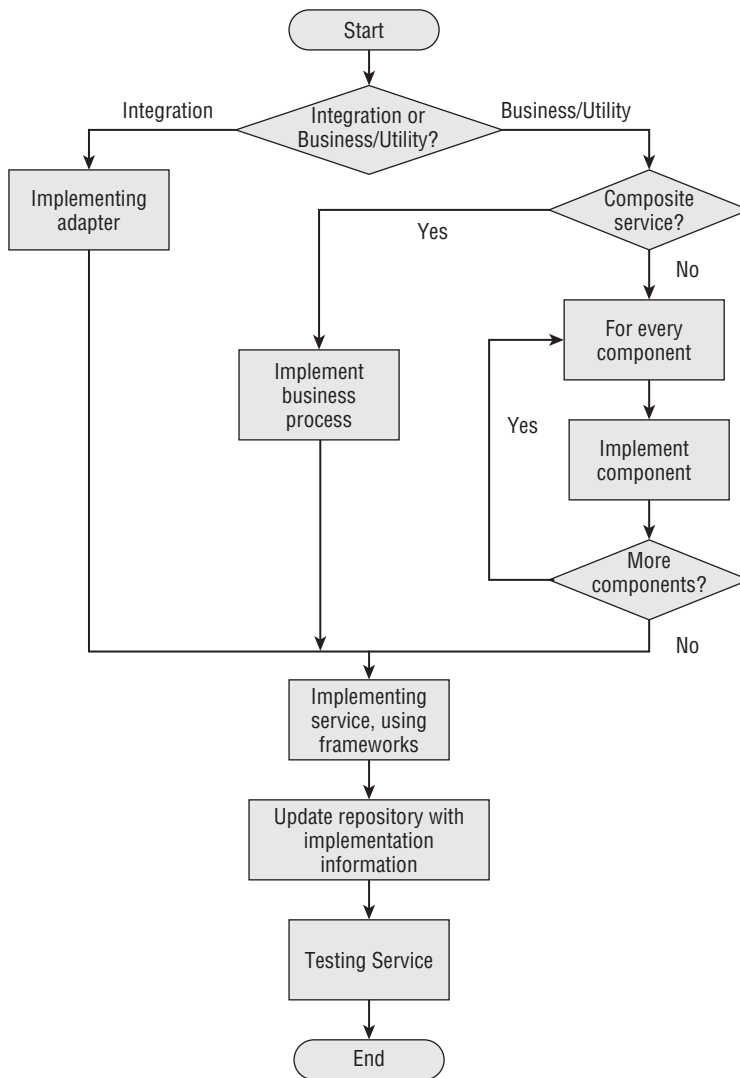 Start
Integration
Integration or
Business/Utility?
Business/Utility
Implementing
adapter
Composite
service?
Yes
No
For every
component
Implement
business
process
Yes
Implement
component
More
components?
No
Implementing
service, using
frameworks
Update repository with
implementation
information
Testing Service
End